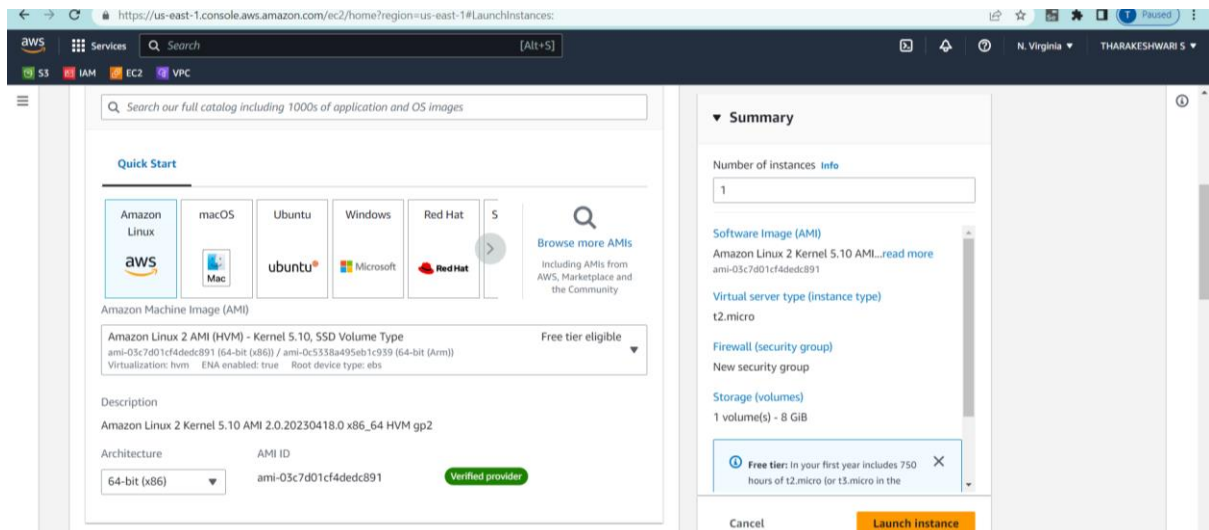 https://us-east-1.console.aws.amazon.com/ec2/home?region=us-east-1#LaunchInstances:
T Paused
aws Services Search [Alt+S] N. Virginia ▼ THARAKESHWARI S ▼
S3 IAM EC2 VPC
Search our full catalog including 1000s of application and OS images
Quick Start
Amazon Linux
aws
macOS
Mac
Ubuntu
ubuntu
Windows
Microsoft
Red Hat
Red Hat
S
Browse more AMIs
Including AMIs from
AWS, Marketplace and
the Community
Amazon Machine Image (AMI)
Amazon Linux 2 AMI (HVM) - Kernel 5.10, SSD Volume Type Free tier eligible
ami-03c7d01cf4dedc891 (64-bit (x86)) / ami-0c5338a495eb1c939 (64-bit (Arm))
Virtualization: hvm ENA enabled: true Root device type: ebs
Description
Amazon Linux 2 Kernel 5.10 AMI 2.0.20230418.0 x86_64 HVM gp2
Architecture AMI ID
64-bit (x86) ami-03c7d01cf4dedc891 Verified provider
▼ Summary
Number of instances Info
1
Software Image (AMI)
Amazon Linux 2 Kernel 5.10 AMI...read more
ami-03c7d01cf4dedc891
Virtual server type (instance type)
t2.micro
Firewall (security group)
New security group
Storage (volumes)
1 volume(s) - 8 GiB
Free tier: In your first year includes 750
hours of t2.micro (or t3.micro in the
Cancel Launch instance